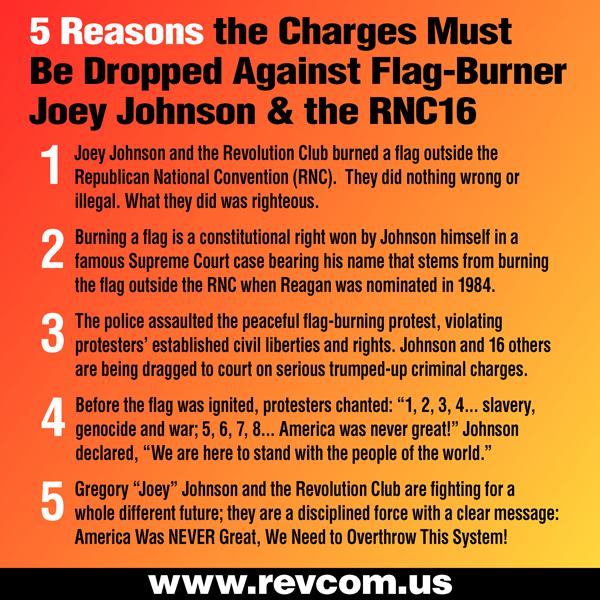 5 Reasons the Charges Must
Be Dropped Against Flag-Burner
Joey Johnson & the RNC16
1 Joey Johnson and the Revolution Club burned a flag outside the
Republican National Convention (RNC). They did nothing wrong or
illegal. What they did was righteous.
2 Burning a flag is a constitutional right won by Johnson himself in a
famous Supreme Court case bearing his name that stems from burning
the flag outside the RNC when Reagan was nominated in 1984.
3 The police assaulted the peaceful flag-burning protest, violating
protesters’ established civil liberties and rights. Johnson and 16 others
are being dragged to court on serious trumped-up criminal charges.
4 Before the flag was ignited, protesters chanted: “1, 2, 3, 4... slavery,
genocide and war; 5, 6, 7, 8... America was never great!” Johnson
declared, “We are here to stand with the people of the world.”
5 Gregory “Joey” Johnson and the Revolution Club are fighting for a
whole different future; they are a disciplined force with a clear message:
America Was NEVER Great, We Need to Overthrow This System!
www.revcom.us